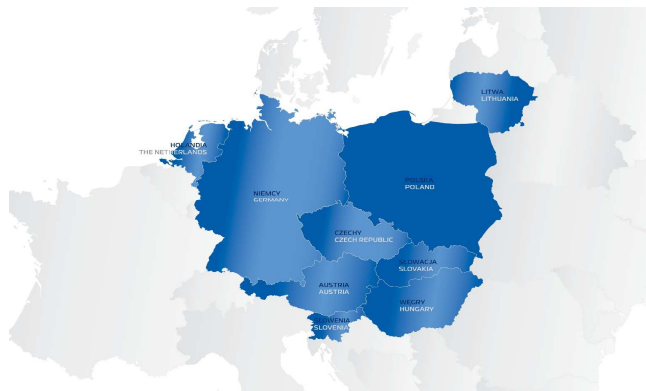 LITWA
LITHUANIA
HOLANDIA
THE NETHERLANDS
POLSKA
POLAND
NIEMCY
GERMANY
CZECHY
CZECH REPUBLIC
SŁOWACJA
SLOVAKIA
AUSTRIA
AUSTRIA
WĘGRY
HUNGARY
SŁOWENIA
SLOVENIA